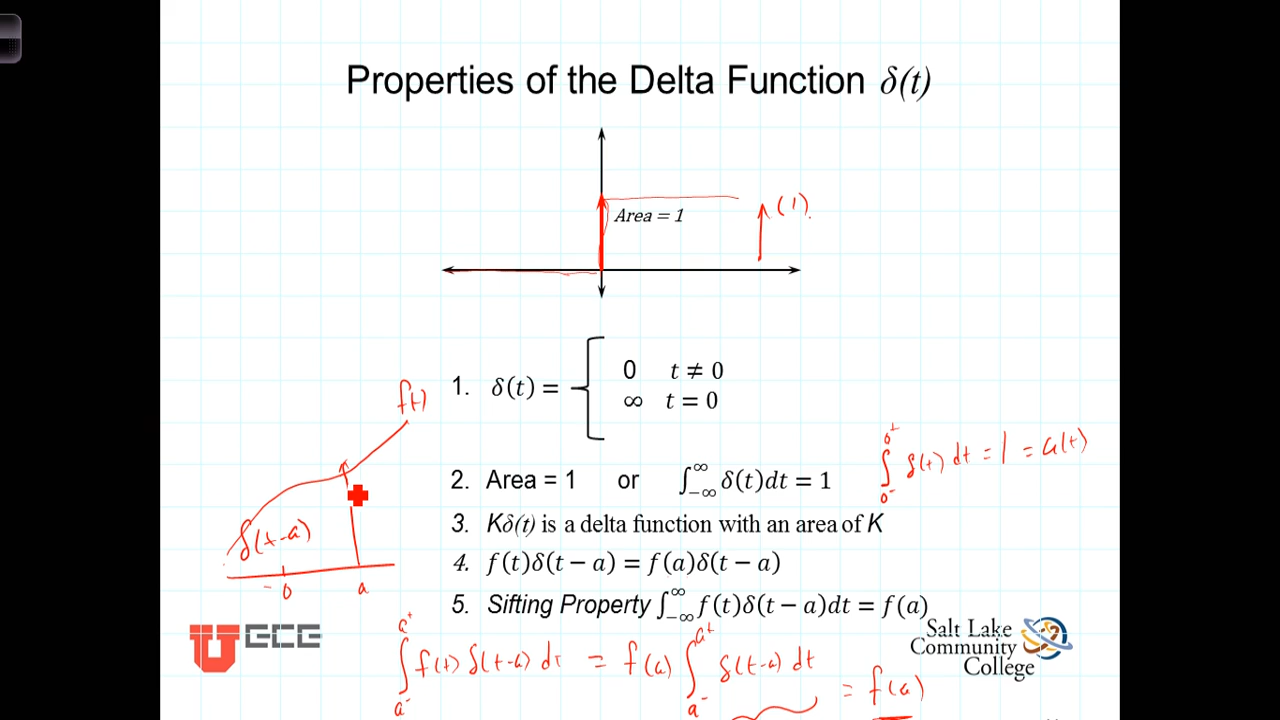 Properties of the Delta Function δ(t)
Area = 1
(1)
1. δ(t) = { 0 t ≠ 0
∞ t = 0
f(t)
δ(t-a)
0 a
2. Area = 1 or ∫_{-∞}^{∞} δ(t)dt = 1
∫_{0⁻}^{0⁺} δ(t) dt = 1 = u(t)
3. Kδ(t) is a delta function with an area of K
4. f(t)δ(t − a) = f(a)δ(t − a)
5. Sifting Property ∫_{-∞}^{∞} f(t)δ(t − a)dt = f(a)
ECE
Salt Lake
Community
College
∫_{a⁻}^{a⁺} f(t) δ(t-a) dt = f(a) ∫_{a⁻}^{a⁺} δ(t-a) dt
= f(a)